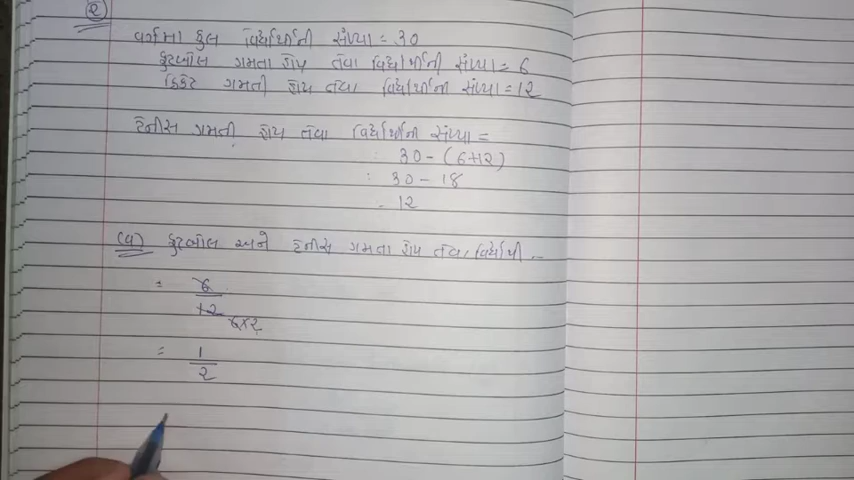 ૨
વર્ગમા કુલ વિદ્યાર્થીની સંખ્યા = 30
ફુટબોલ ગમતા હોય તેવા વિદ્યાર્થીની સંખ્યા = 6
ક્રિકેટ ગમતી હોય તેવા વિદ્યાર્થીના સંખ્યા = 12
ટેનીસ ગમતી હોય તેવા વિદ્યાર્થીની સંખ્યા =
30 - (6+12)
: 30 - 18
- 12
(a) ફુટબોલ અને ટેનીસ ગમતા હોય તેવા વિદ્યાર્થી --
= 6
12
6×2
= 1
2